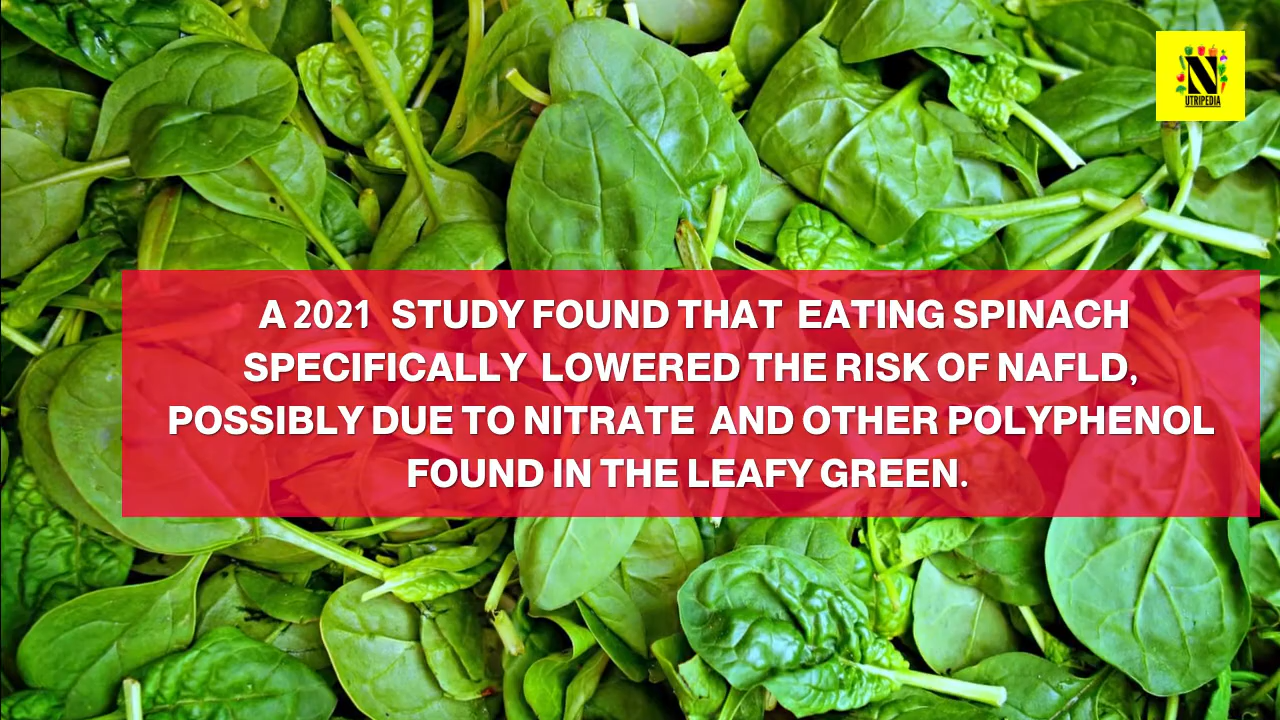 N
UTRIPEDIA
A 2021 STUDY FOUND THAT EATING SPINACH
SPECIFICALLY LOWERED THE RISK OF NAFLD,
POSSIBLY DUE TO NITRATE AND OTHER POLYPHENOL
FOUND IN THE LEAFY GREEN.